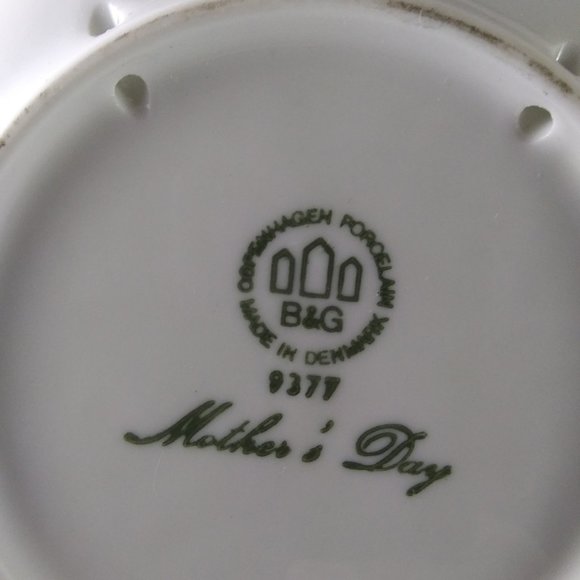 COPENHAGEN PORCELAIN
B&G
MADE IN DENMARK
9377
Mother's Day